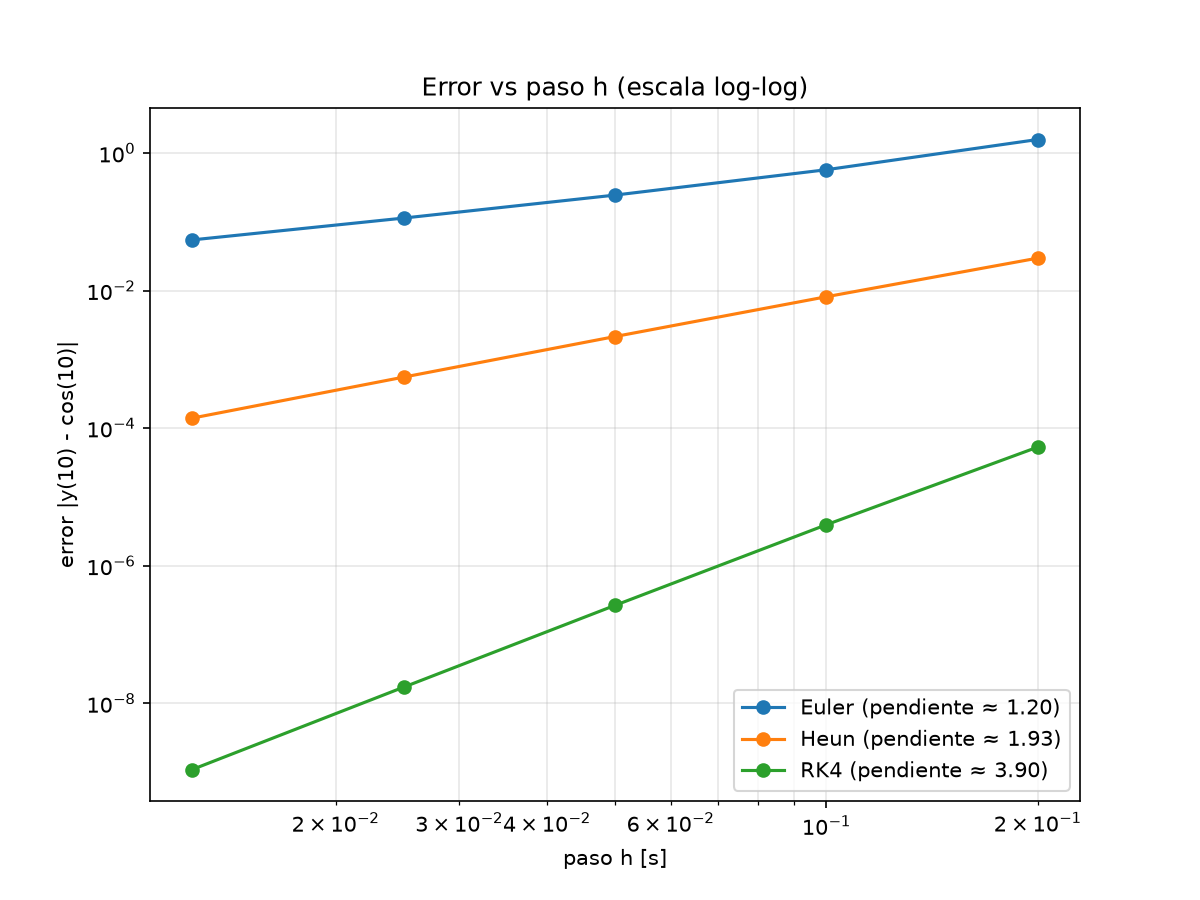 Error vs paso h (escala log-log)
error |y(10) - cos(10)|
10⁰
10⁻²
10⁻⁴
10⁻⁶
10⁻⁸
Euler (pendiente ≈ 1.20)
Heun (pendiente ≈ 1.93)
RK4 (pendiente ≈ 3.90)
2 × 10⁻² 3 × 10⁻² 4 × 10⁻² 6 × 10⁻² 10⁻¹ 2 × 10⁻¹
paso h [s]